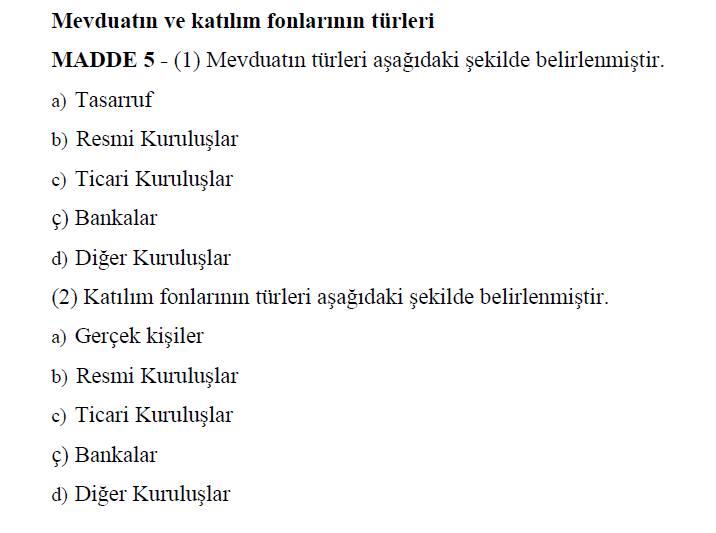 Mevduatın ve katılım fonlarının türleri
MADDE 5 - (1) Mevduatın türleri aşağıdaki şekilde belirlenmiştir.
a) Tasarruf
b) Resmi Kuruluşlar
c) Ticari Kuruluşlar
ç) Bankalar
d) Diğer Kuruluşlar
(2) Katılım fonlarının türleri aşağıdaki şekilde belirlenmiştir.
a) Gerçek kişiler
b) Resmi Kuruluşlar
c) Ticari Kuruluşlar
ç) Bankalar
d) Diğer Kuruluşlar